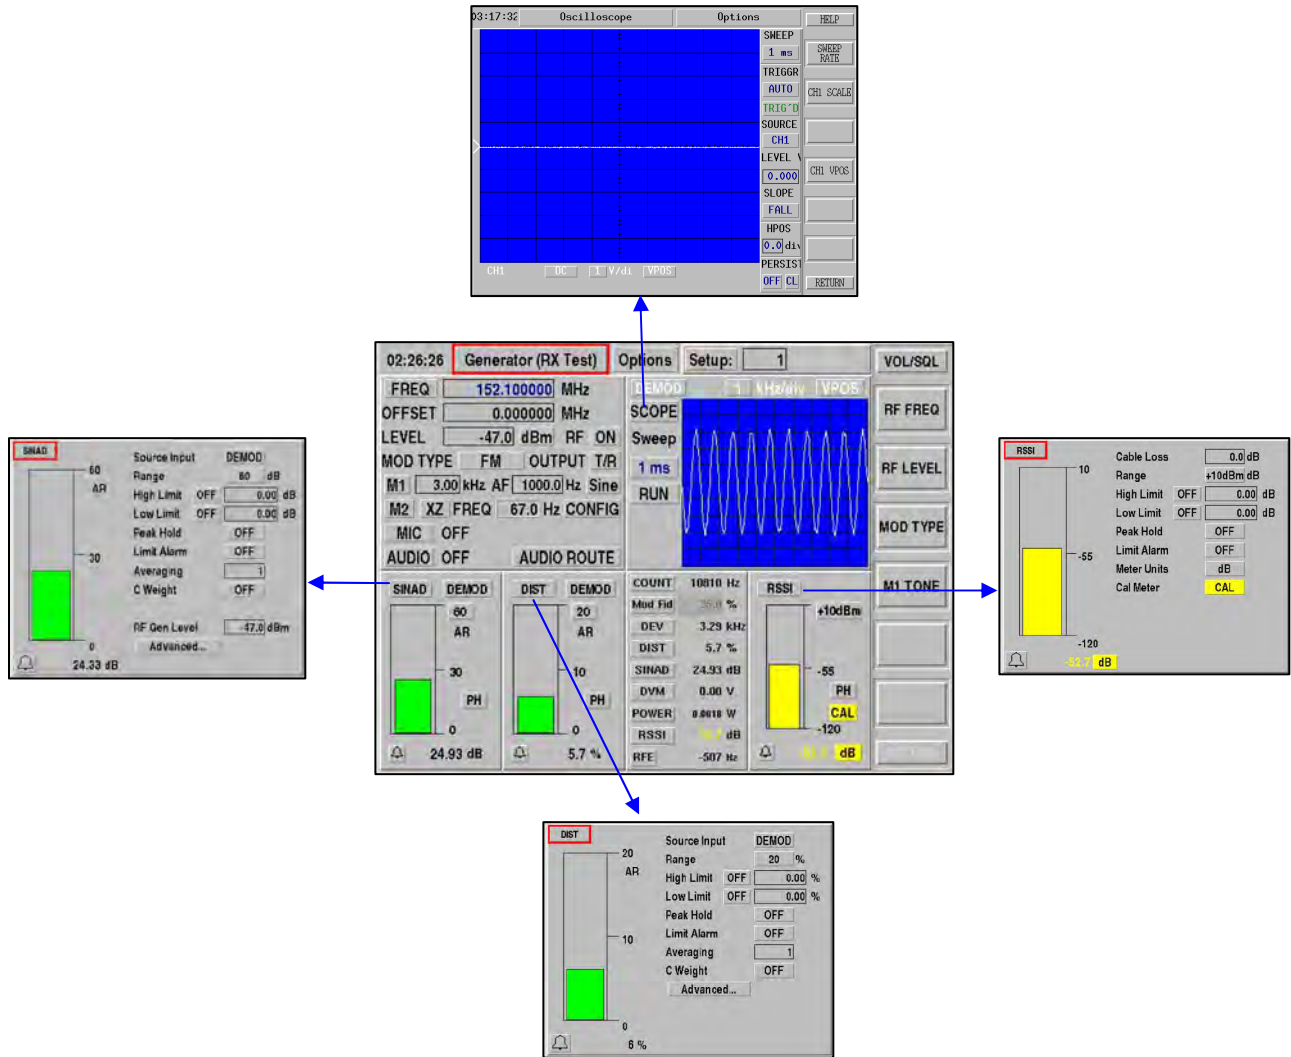 03:17:32 Oscilloscope Options HELP
SWEEP
1 ms
SWEEP
RATE
TRIGGR
AUTO
CH1 SCALE
TRIG'D
SOURCE
CH1
LEVEL V
0.000
CH1 VPOS
SLOPE
FALL
HPOS
0.0 div
PERSIST
OFF CL
RETURN
CH1 DC 1 V/di VPOS
02:26:26 Generator (RX Test) Options Setup: 1 VOL/SQL
FREQ 152.100000 MHz
OFFSET 0.000000 MHz
LEVEL -47.0 dBm RF ON
MOD TYPE FM OUTPUT T/R
M1 3.00 kHz AF 1000.0 Hz Sine
M2 XZ FREQ 67.0 Hz CONFIG
MIC OFF
AUDIO OFF AUDIO ROUTE
DEMOD 1 kHz/div VPOS
SCOPE
Sweep
1 ms
RUN
RF FREQ
RF LEVEL
MOD TYPE
M1 TONE
SINAD DEMOD
60
AR
30
PH
0
24.93 dB
DIST DEMOD
20
AR
10
PH
0
5.7 %
COUNT 10810 Hz
Mod Fid %
DEV 3.29 kHz
DIST 5.7 %
SINAD 24.93 dB
DVM 0.00 V
POWER 0.0018 W
RSSI dB
RFE -507 Hz
RSSI
+10dBm
-55
PH
CAL
-120
dB
SINAD
60
AR
30
0
24.33 dB
Source Input DEMOD
Range 60 dB
High Limit OFF 0.00 dB
Low Limit OFF 0.00 dB
Peak Hold OFF
Limit Alarm OFF
Averaging 1
C Weight OFF
RF Gen Level -47.0 dBm
Advanced...
RSSI
10
-55
-120
-52.7 dB
Cable Loss 0.0 dB
Range +10dBm dB
High Limit OFF 0.00 dB
Low Limit OFF 0.00 dB
Peak Hold OFF
Limit Alarm OFF
Meter Units dB
Cal Meter CAL
DIST
20
AR
10
0
6 %
Source Input DEMOD
Range 20 %
High Limit OFF 0.00 %
Low Limit OFF 0.00 %
Peak Hold OFF
Limit Alarm OFF
Averaging 1
C Weight OFF
Advanced...